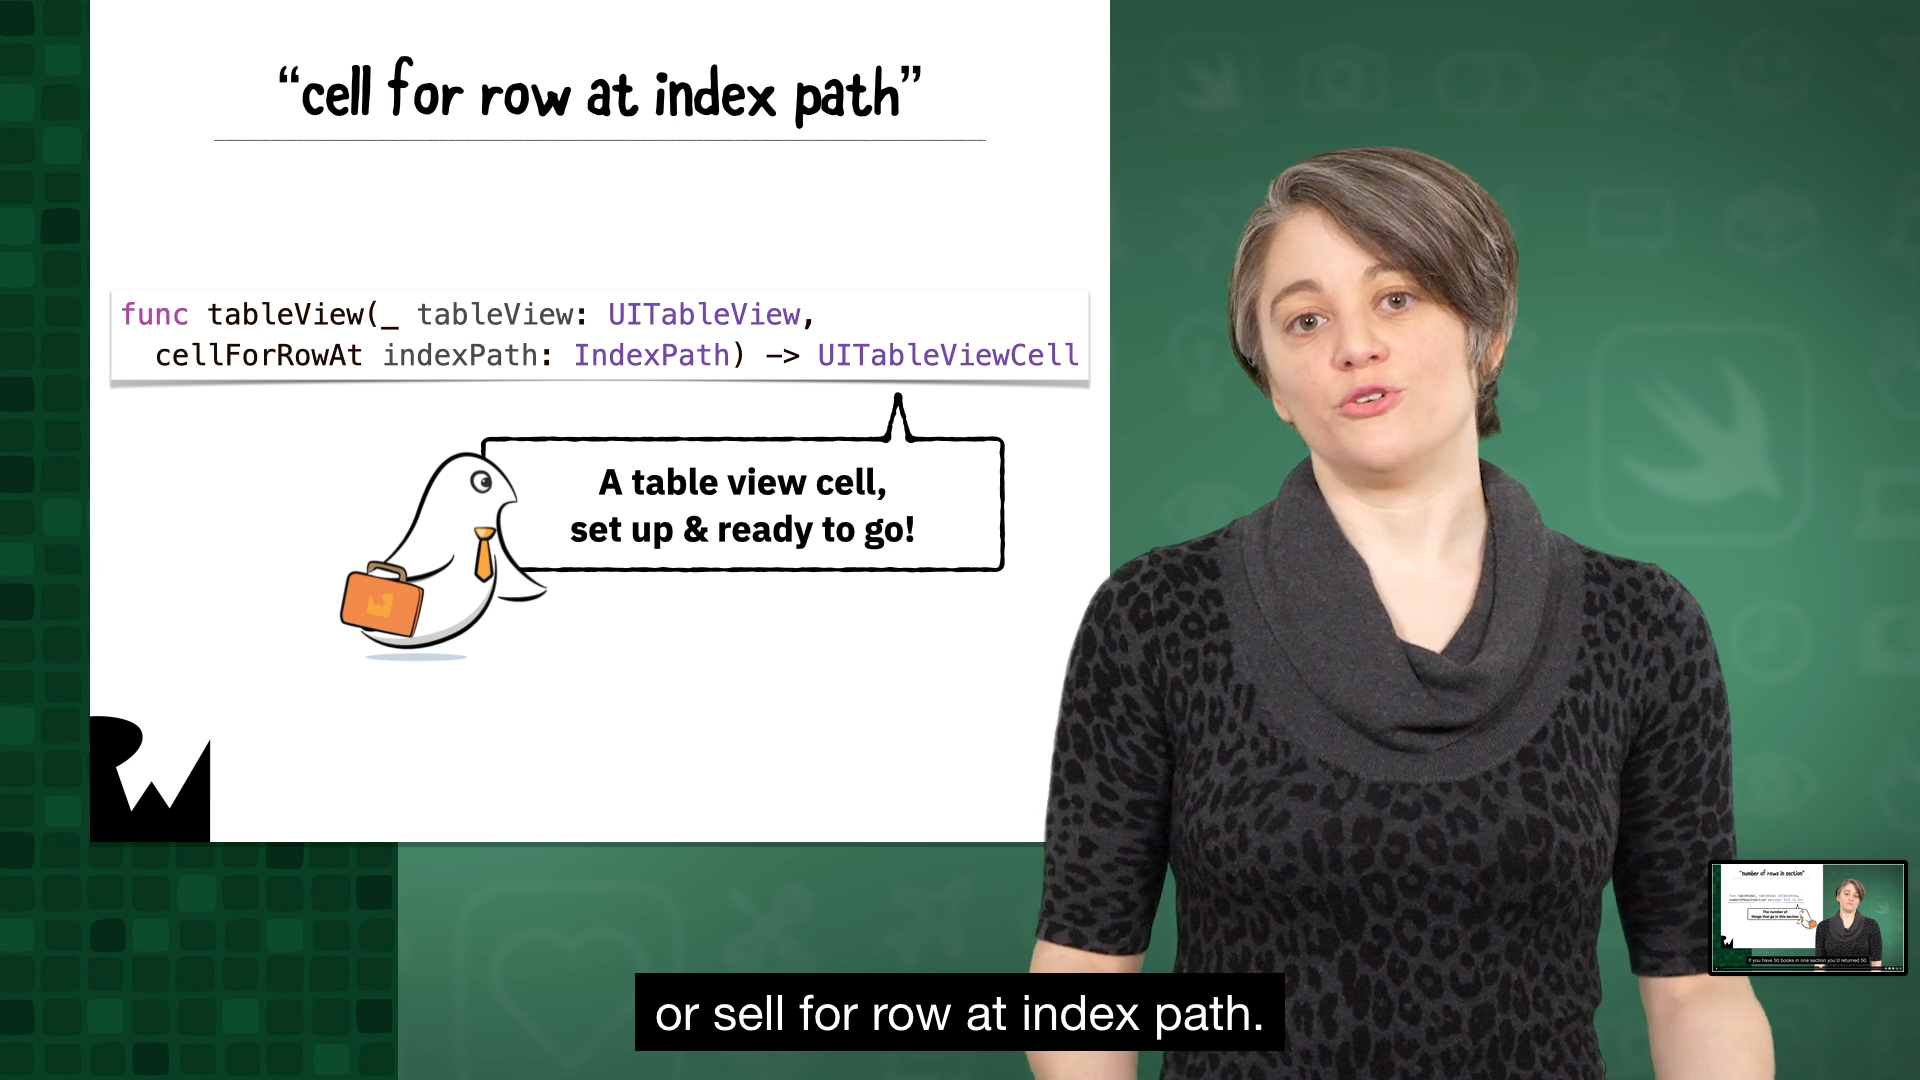 “cell for row at index path”
func tableView(_ tableView: UITableView,
cellForRowAt indexPath: IndexPath) -> UITableViewCell
A table view cell,
set up & ready to go!
RW
or sell for row at index path.
"number of rows in section"
The number of
things that go in this section
If you have 50 books in one section you'd returned 50.